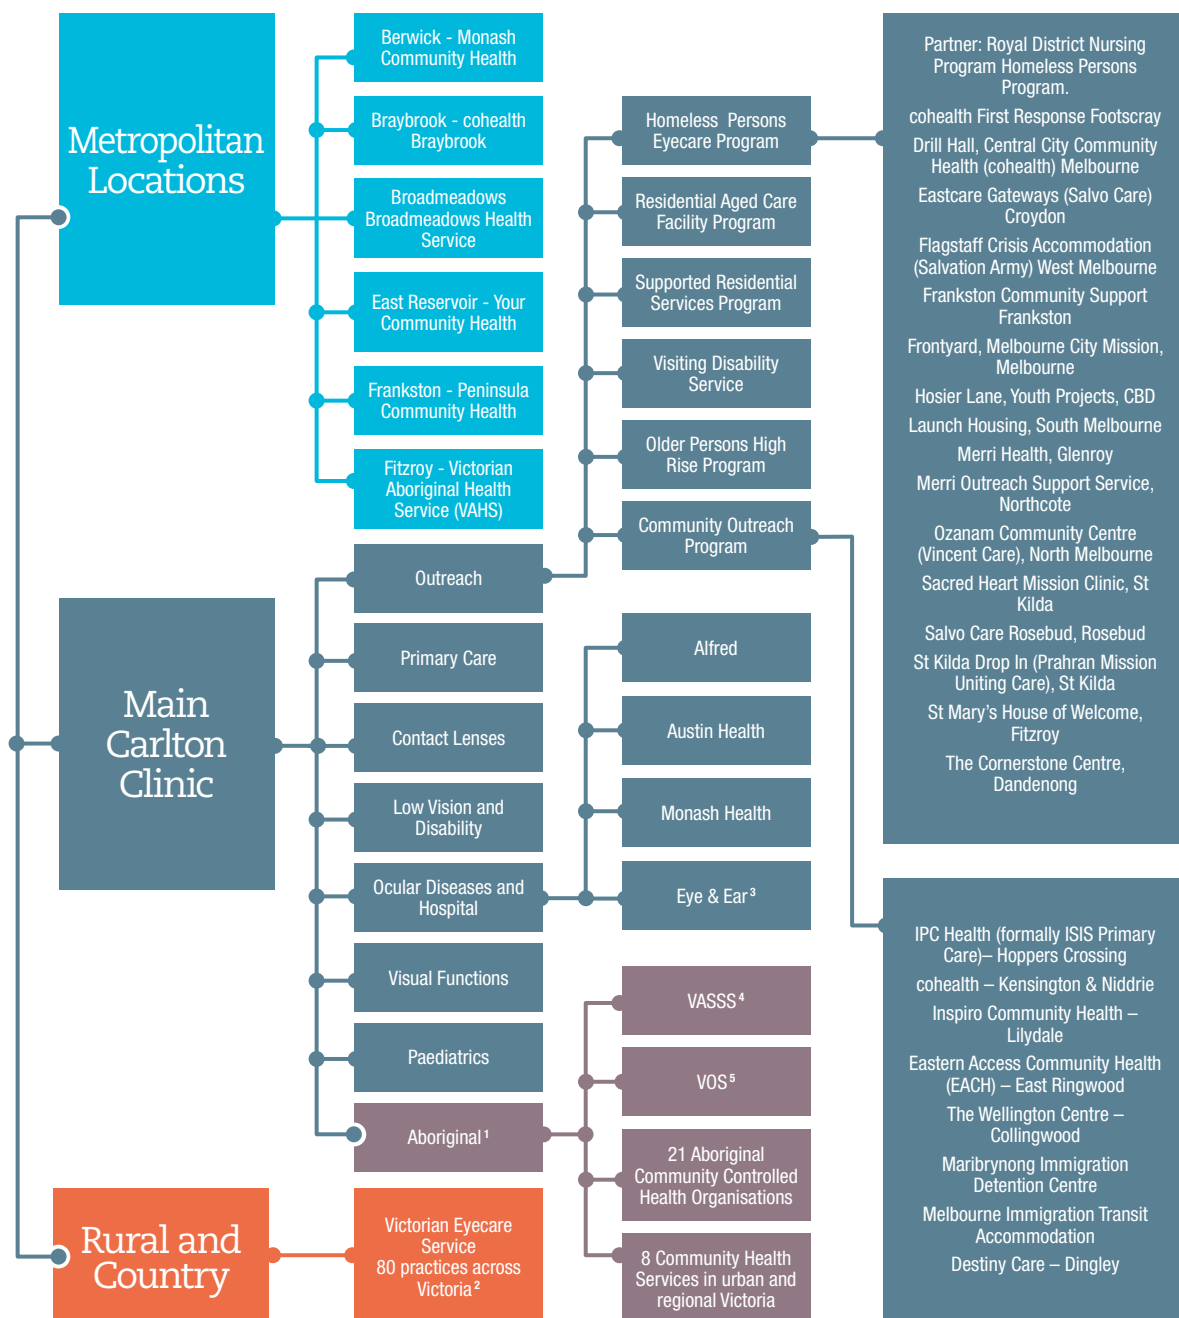 Metropolitan
Locations
Berwick - Monash
Community Health
Braybrook - cohealth
Braybrook
Broadmeadows
Broadmeadows Health
Service
East Reservoir - Your
Community Health
Frankston - Peninsula
Community Health
Fitzroy - Victorian
Aboriginal Health
Service (VAHS)
Main
Carlton
Clinic
Outreach
Primary Care
Contact Lenses
Low Vision and
Disability
Ocular Diseases and
Hospital
Visual Functions
Paediatrics
Aboriginal 1
Rural and
Country
Victorian Eyecare
Service
80 practices across
Victoria 2
Homeless Persons
Eyecare Program
Residential Aged Care
Facility Program
Supported Residential
Services Program
Visiting Disability
Service
Older Persons High
Rise Program
Community Outreach
Program
Alfred
Austin Health
Monash Health
Eye & Ear 3
VASSS 4
VOS 5
21 Aboriginal
Community Controlled
Health Organisations
8 Community Health
Services in urban and
regional Victoria
Partner: Royal District Nursing
Program Homeless Persons
Program.
cohealth First Response Footscray
Drill Hall, Central City Community
Health (cohealth) Melbourne
Eastcare Gateways (Salvo Care)
Croydon
Flagstaff Crisis Accommodation
(Salvation Army) West Melbourne
Frankston Community Support
Frankston
Frontyard, Melbourne City Mission,
Melbourne
Hosier Lane, Youth Projects, CBD
Launch Housing, South Melbourne
Merri Health, Glenroy
Merri Outreach Support Service,
Northcote
Ozanam Community Centre
(Vincent Care), North Melbourne
Sacred Heart Mission Clinic, St
Kilda
Salvo Care Rosebud, Rosebud
St Kilda Drop In (Prahran Mission
Uniting Care), St Kilda
St Mary's House of Welcome,
Fitzroy
The Cornerstone Centre,
Dandenong
IPC Health (formally ISIS Primary
Care)– Hoppers Crossing
cohealth – Kensington & Niddrie
Inspiro Community Health –
Lilydale
Eastern Access Community Health
(EACH) – East Ringwood
The Wellington Centre –
Collingwood
Maribrynong Immigration
Detention Centre
Melbourne Immigration Transit
Accommodation
Destiny Care – Dingley